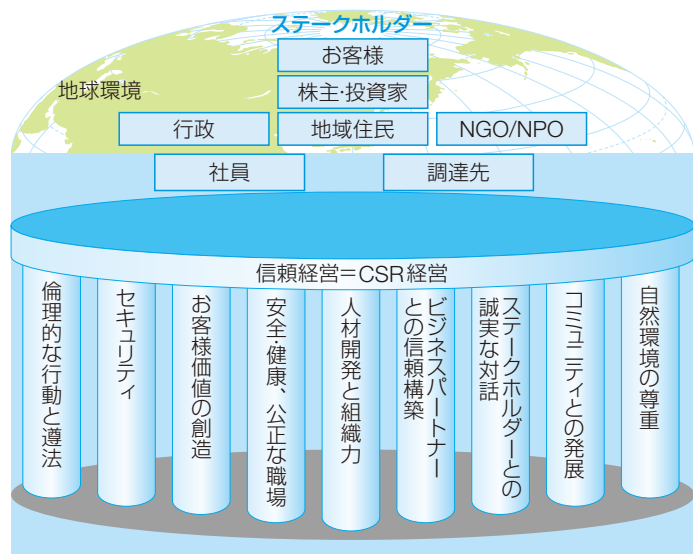 ステークホルダー
お客様
地球環境
株主・投資家
行政
地域住民
NGO/NPO
社員
調達先
信頼経営＝CSR経営
倫理的な行動と遵法
セキュリティ
お客様価値の創造
安全・健康、公正な職場
人材開発と組織力
ビジネスパートナー
との信頼構築
ステークホルダーとの
誠実な対話
コミュニティとの発展
自然環境の尊重